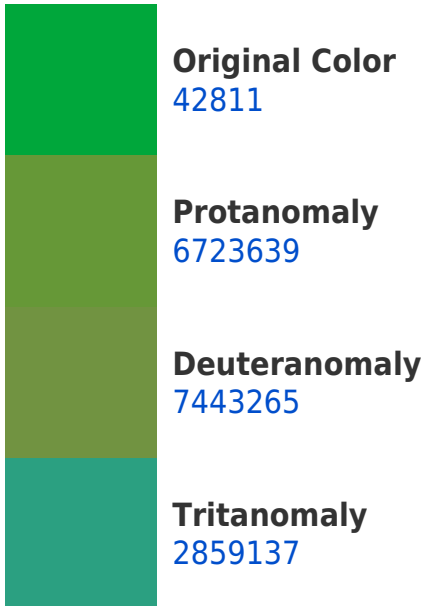 Original Color
42811
Protanomaly
6723639
Deuteranomaly
7443265
Tritanomaly
2859137